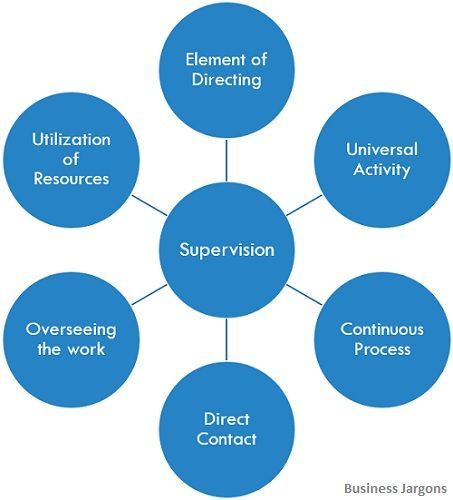 Element of
Directing
Universal
Activity
Continuous
Process
Direct
Contact
Overseeing
the work
Utilization
of
Resources
Supervision
Business Jargons